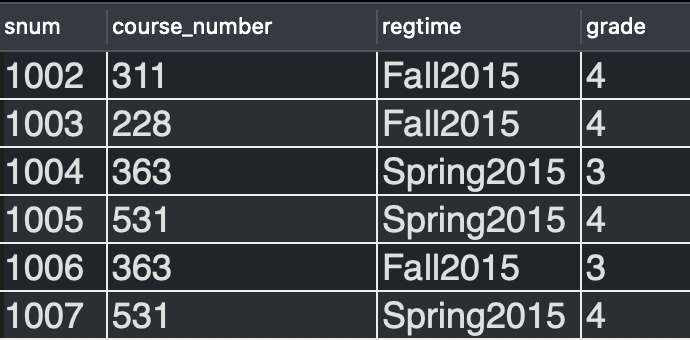 snum course_number regtime grade
1002 311 Fall2015 4
1003 228 Fall2015 4
1004 363 Spring2015 3
1005 531 Spring2015 4
1006 363 Fall2015 3
1007 531 Spring2015 4